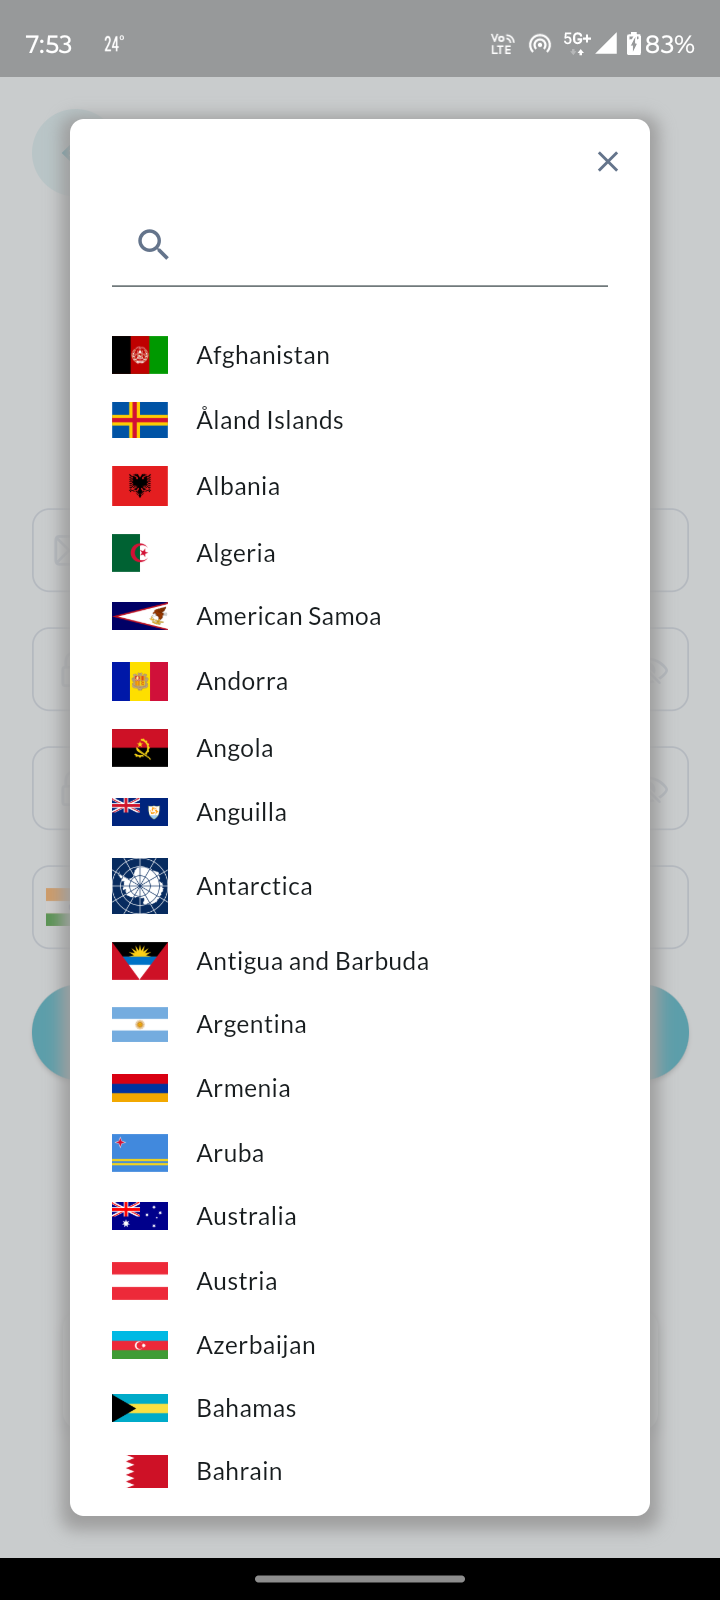 7:53 24° Vo LTE 5G+ 83%
Afghanistan
Åland Islands
Albania
Algeria
American Samoa
Andorra
Angola
Anguilla
Antarctica
Antigua and Barbuda
Argentina
Armenia
Aruba
Australia
Austria
Azerbaijan
Bahamas
Bahrain